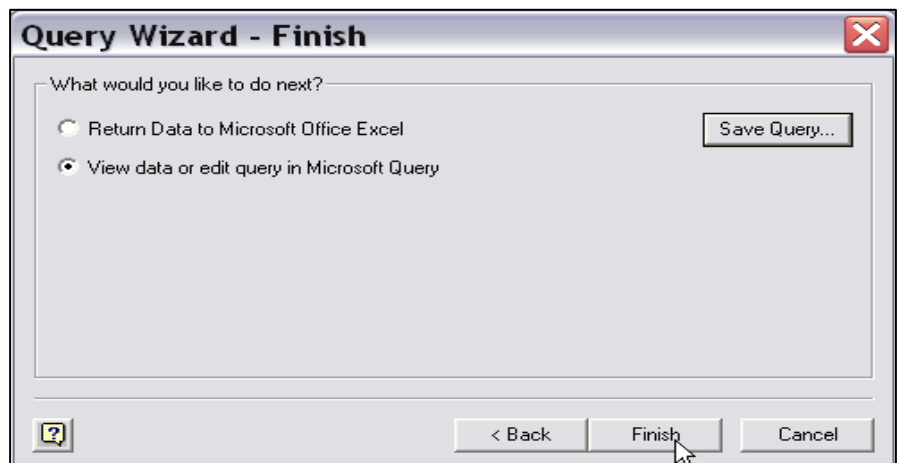 Query Wizard - Finish
What would you like to do next?
Return Data to Microsoft Office Excel
Save Query...
View data or edit query in Microsoft Query
< Back
Finish
Cancel